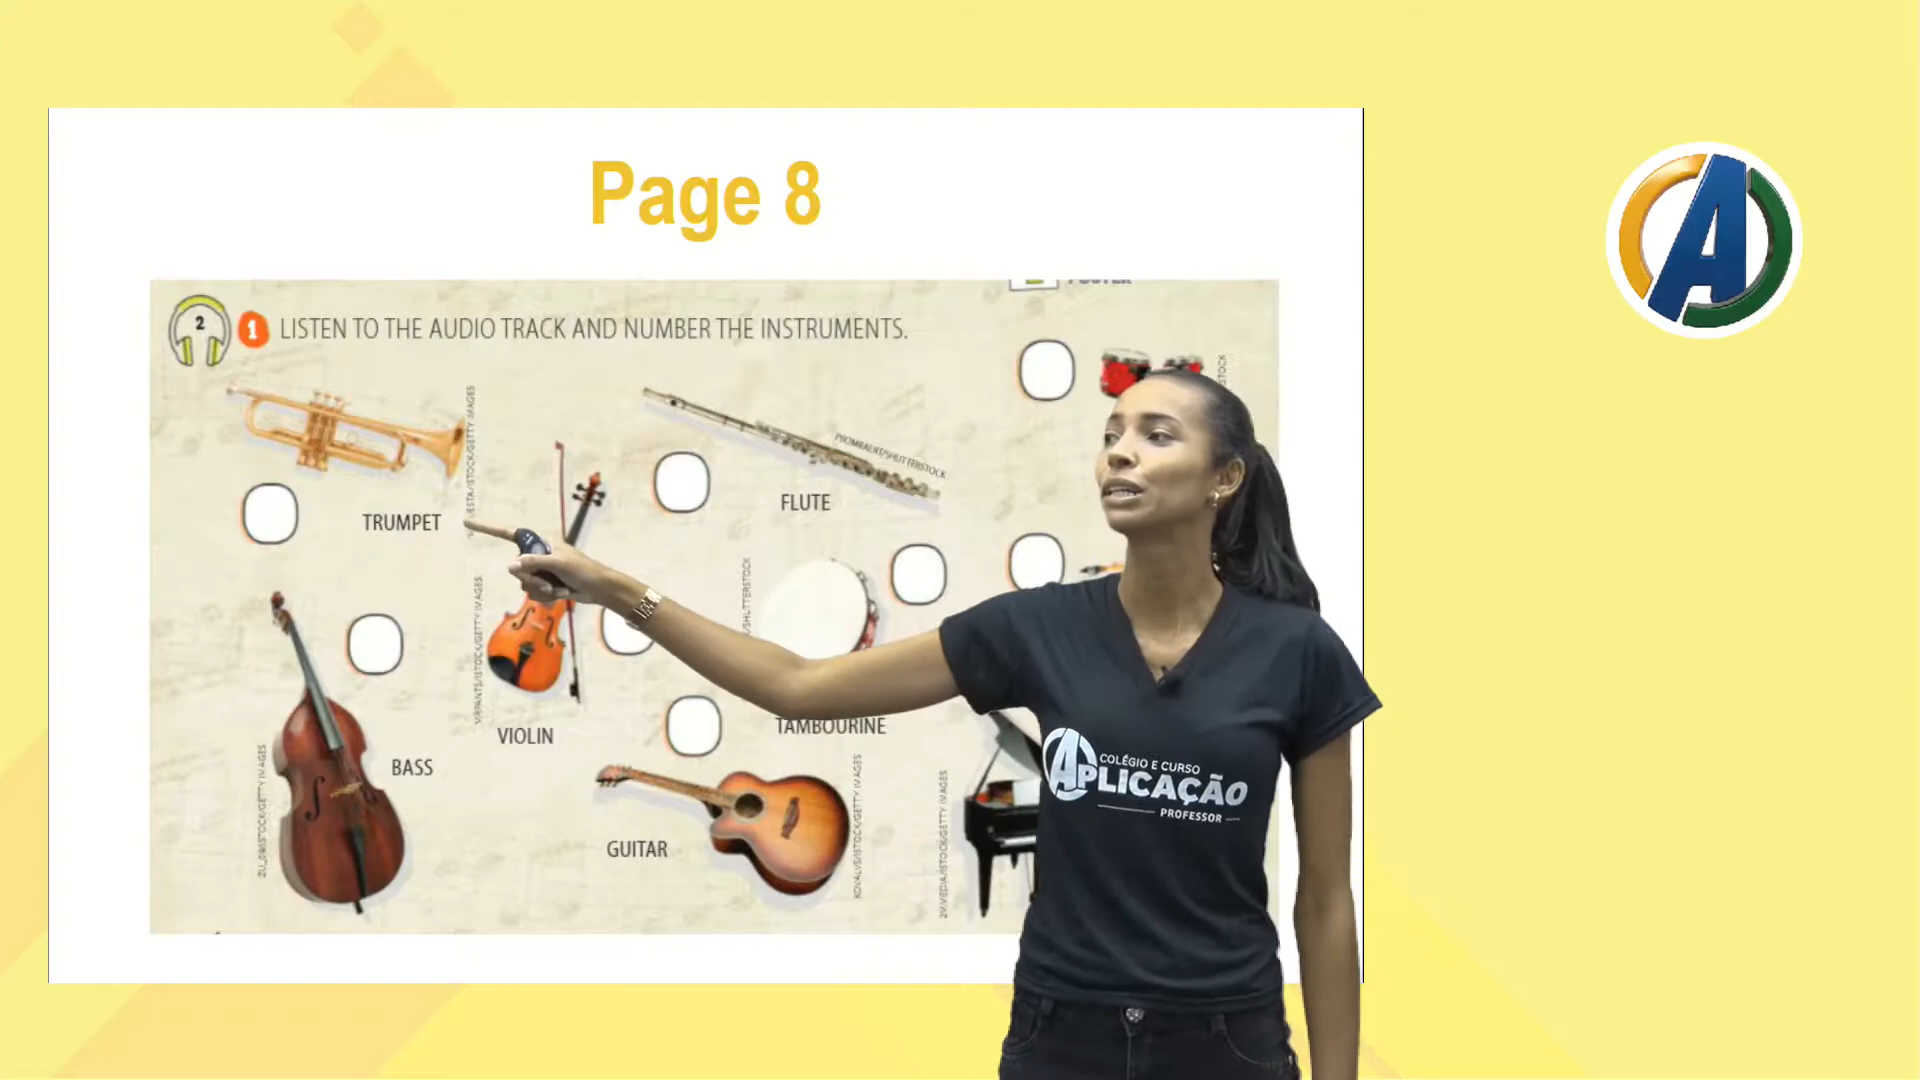 Page 8
POSTER
2
1 LISTEN TO THE AUDIO TRACK AND NUMBER THE INSTRUMENTS.
TRUMPET
FLUTE
VIOLIN
TAMBOURINE
BASS
GUITAR
COLÉGIO E CURSO
APLICAÇÃO
PROFESSOR
A